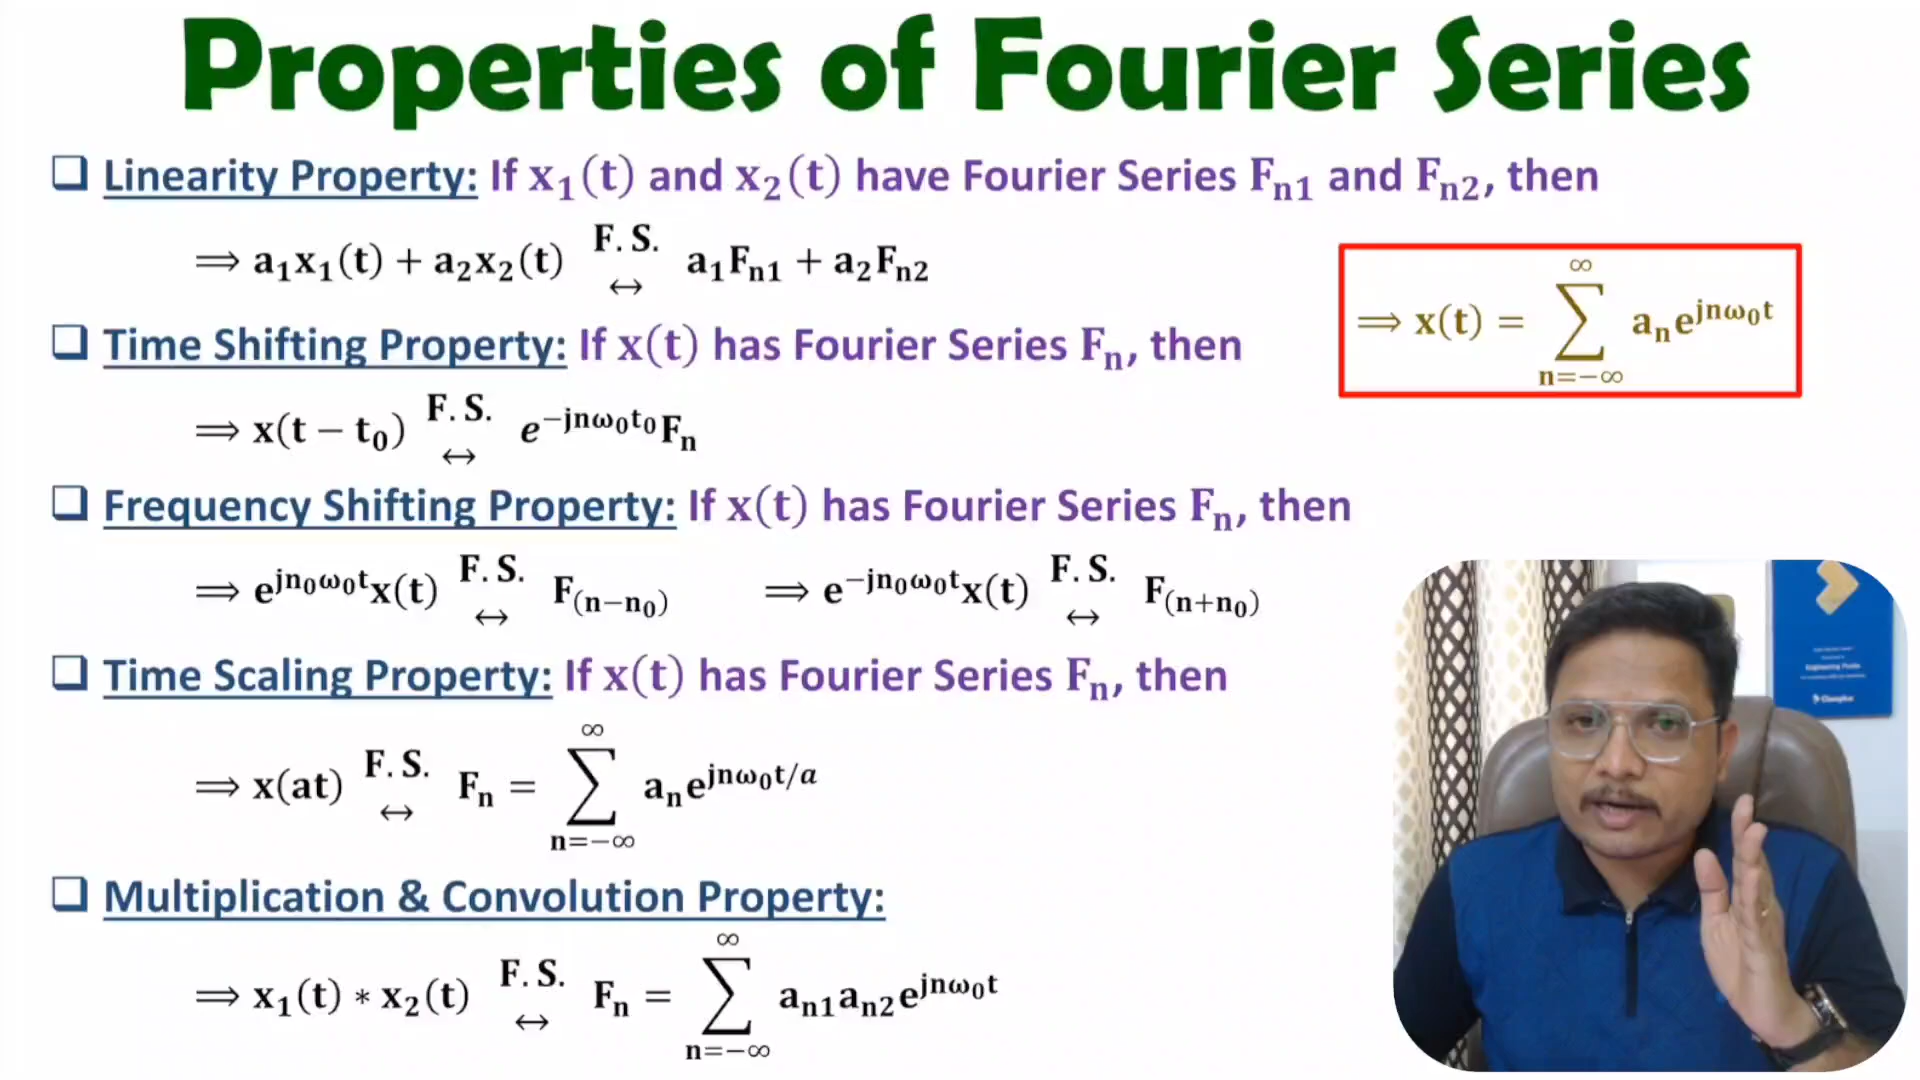 Properties of Fourier Series
❑ Linearity Property: If x₁(t) and x₂(t) have Fourier Series Fₙ₁ and Fₙ₂, then
⟹ a₁x₁(t) + a₂x₂(t) F.S. ↔ a₁Fₙ₁ + a₂Fₙ₂
⟹ x(t) = ∑_{n=−∞}^{∞} aₙe^{jnω₀t}
❑ Time Shifting Property: If x(t) has Fourier Series Fₙ, then
⟹ x(t − t₀) F.S. ↔ e^{−jnω₀t₀}Fₙ
❑ Frequency Shifting Property: If x(t) has Fourier Series Fₙ, then
⟹ e^{jn₀ω₀t}x(t) F.S. ↔ F_{(n−n₀)} ⟹ e^{−jn₀ω₀t}x(t) F.S. ↔ F_{(n+n₀)}
❑ Time Scaling Property: If x(t) has Fourier Series Fₙ, then
⟹ x(at) F.S. ↔ Fₙ = ∑_{n=−∞}^{∞} aₙe^{jnω₀t/a}
❑ Multiplication & Convolution Property:
⟹ x₁(t) ∗ x₂(t) F.S. ↔ Fₙ = ∑_{n=−∞}^{∞} aₙ₁aₙ₂e^{jnω₀t}